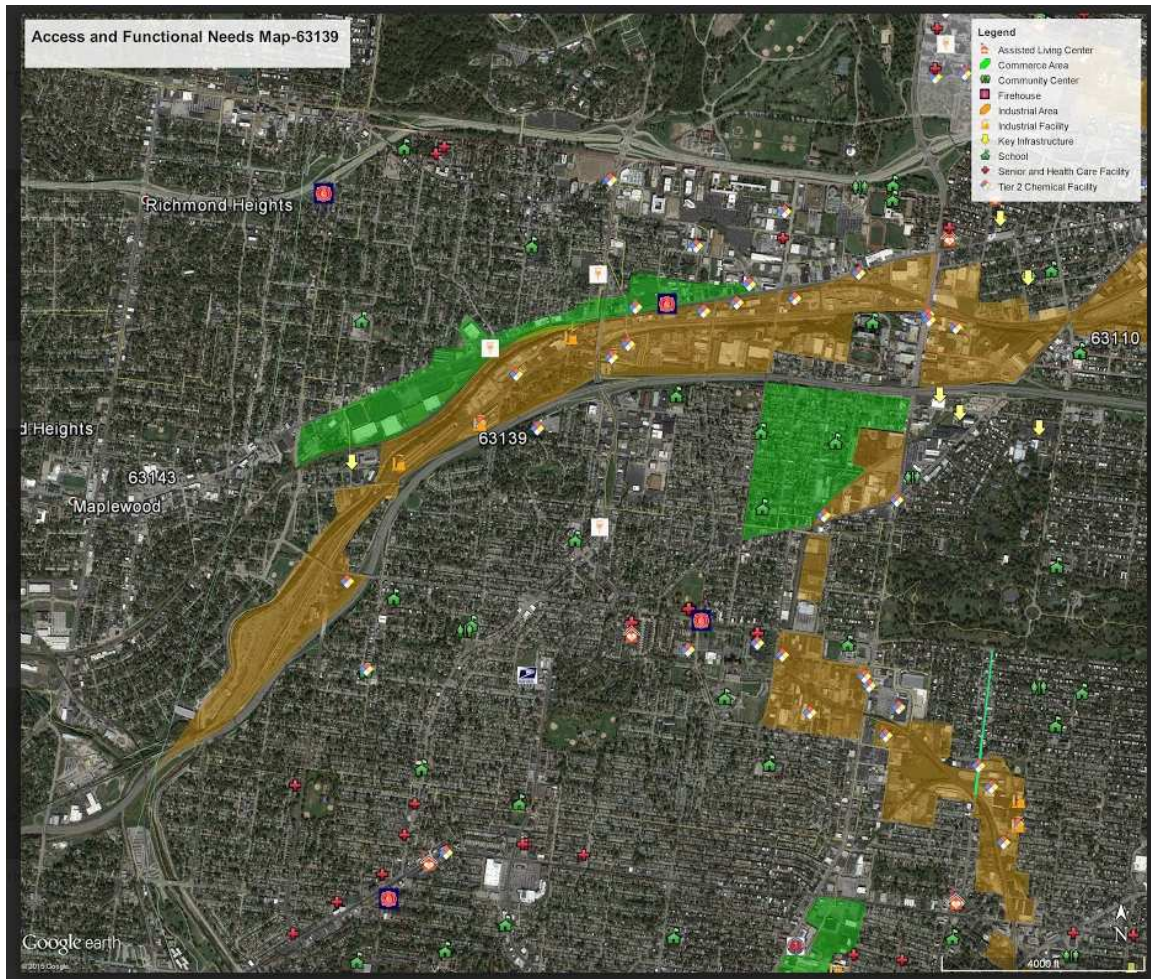 Access and Functional Needs Map-63139
Legend
Assisted Living Center
Commerce Area
Community Center
Firehouse
Industrial Area
Industrial Facility
Key Infrastructure
School
Senior and Health Care Facility
Tier 2 Chemical Facility
Richmond Heights
63110
d Heights
63139
63143
Maplewood
N
Google earth
© 2015 Google
4000 ft